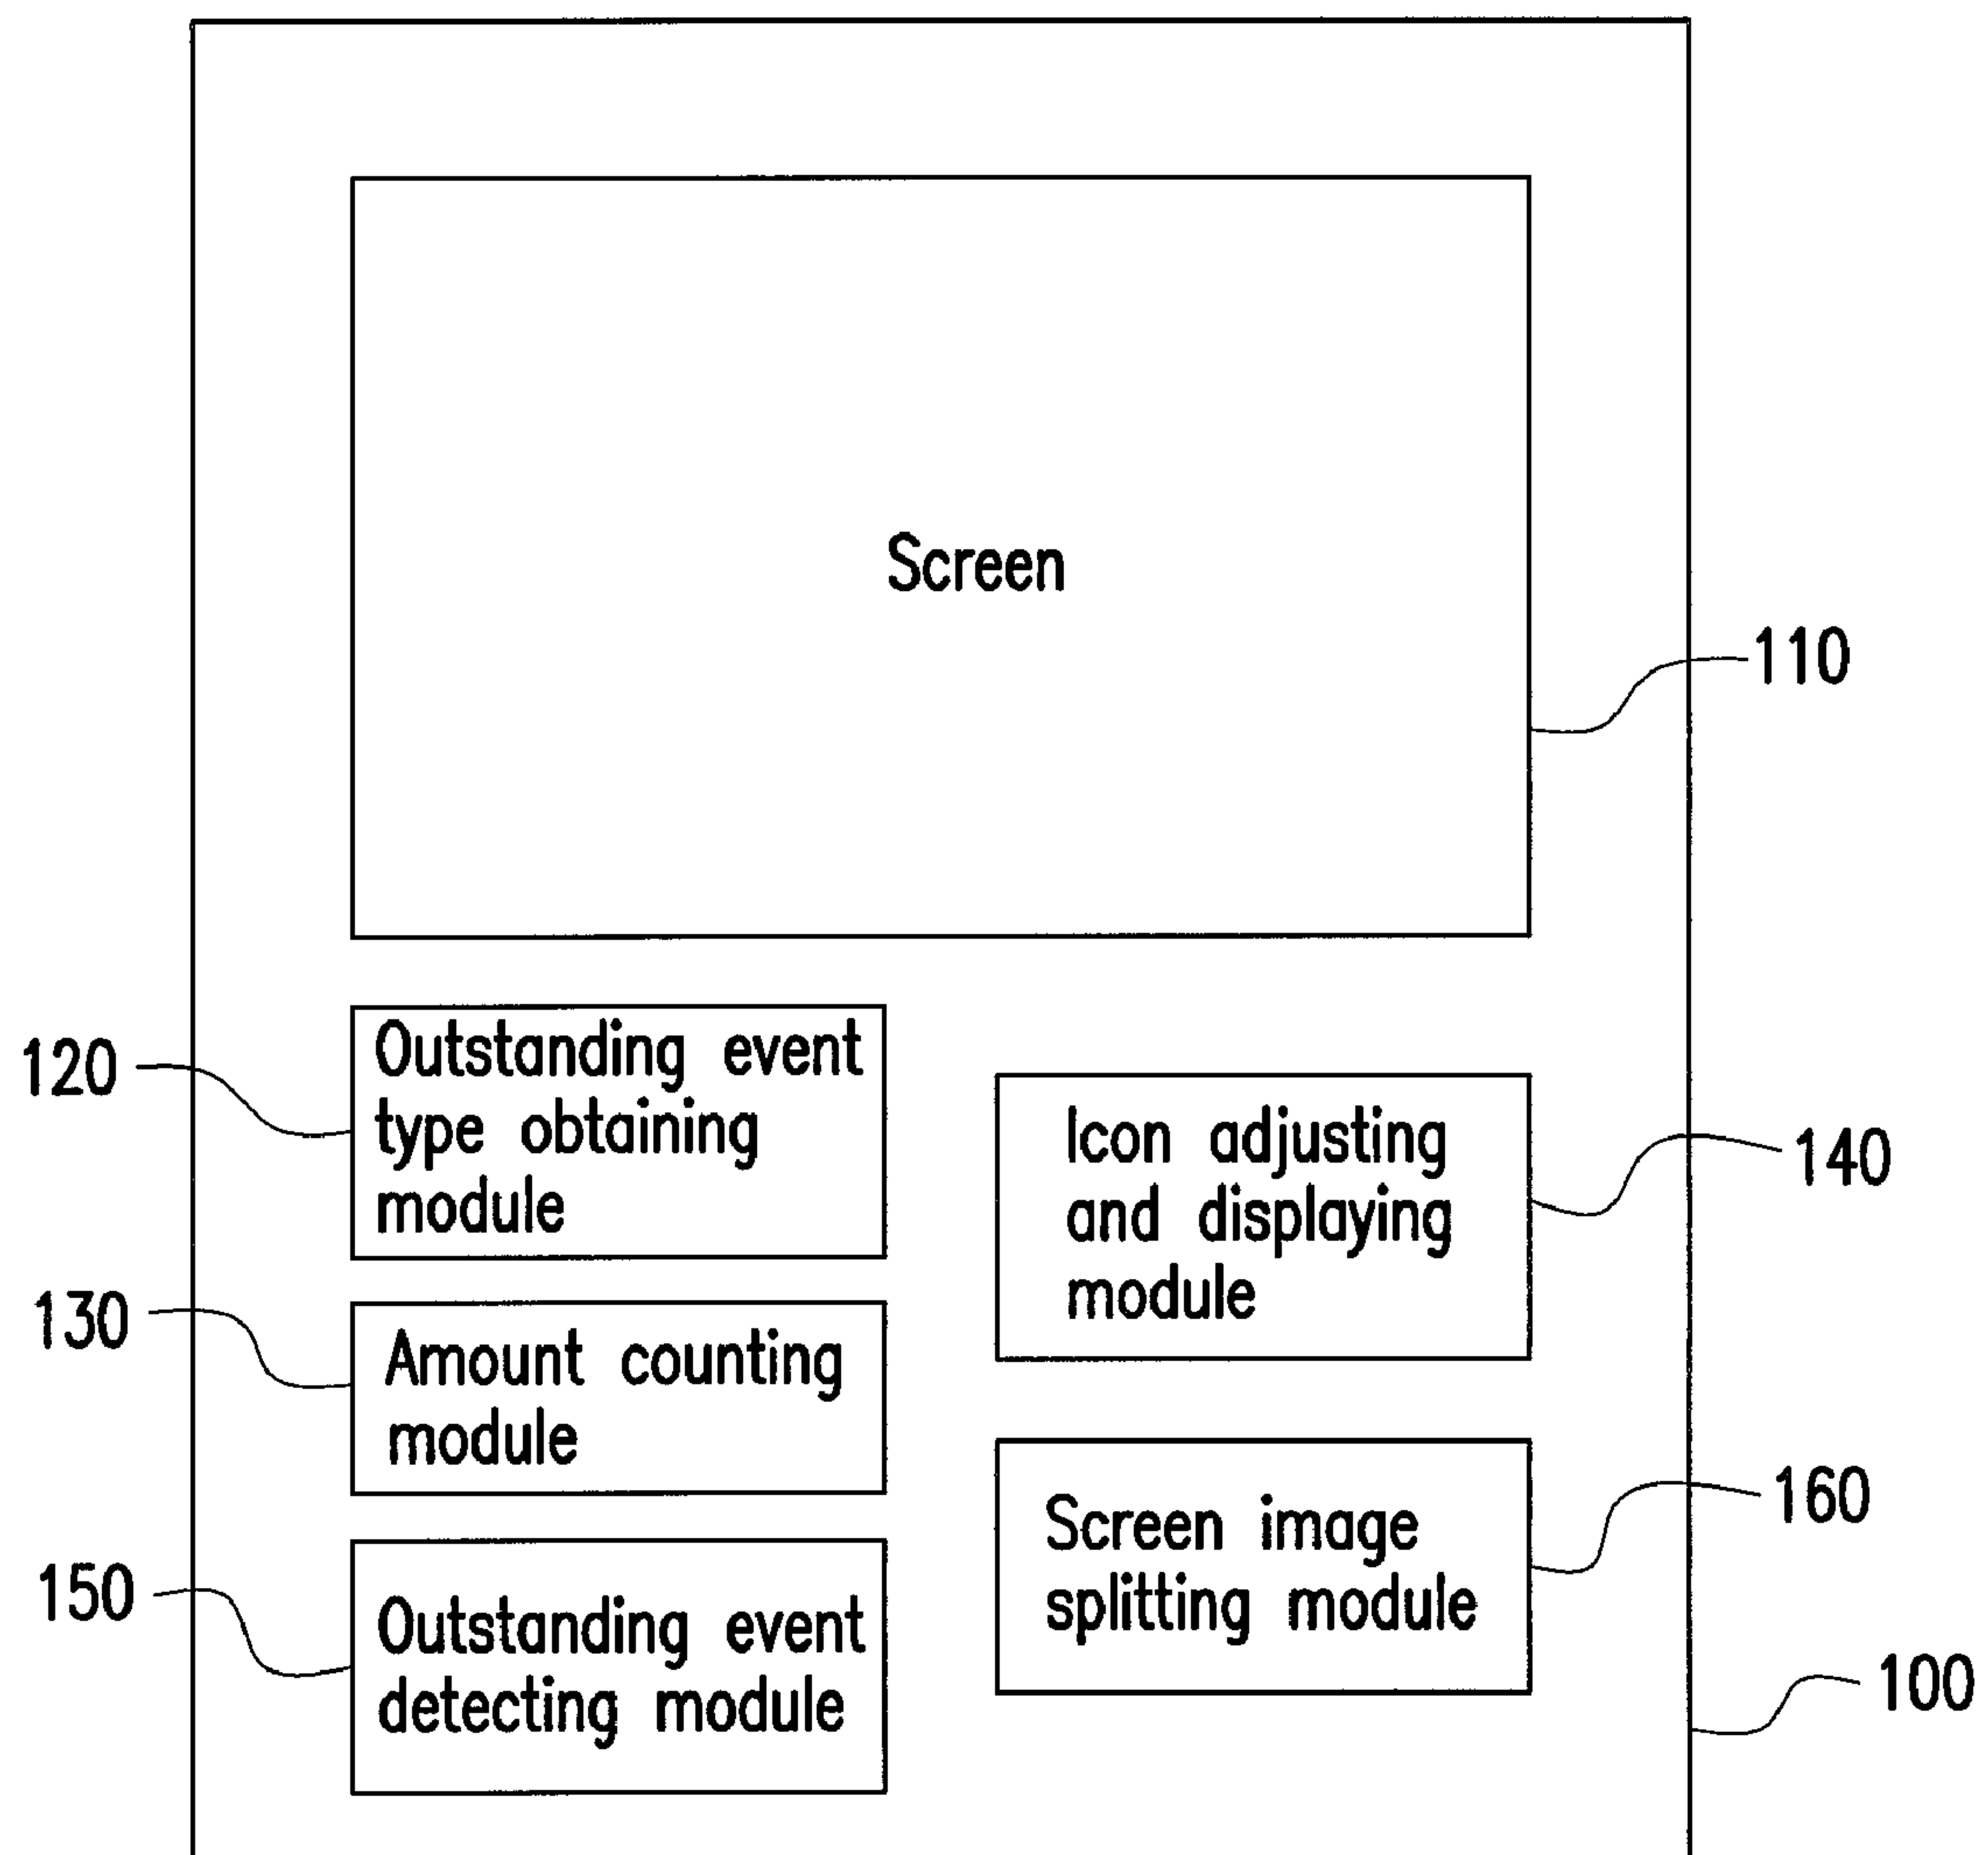 Screen
110
120
Outstanding event
type obtaining
module
Icon adjusting
and displaying
module
140
130
Amount counting
module
160
Screen image
splitting module
150
Outstanding event
detecting module
100